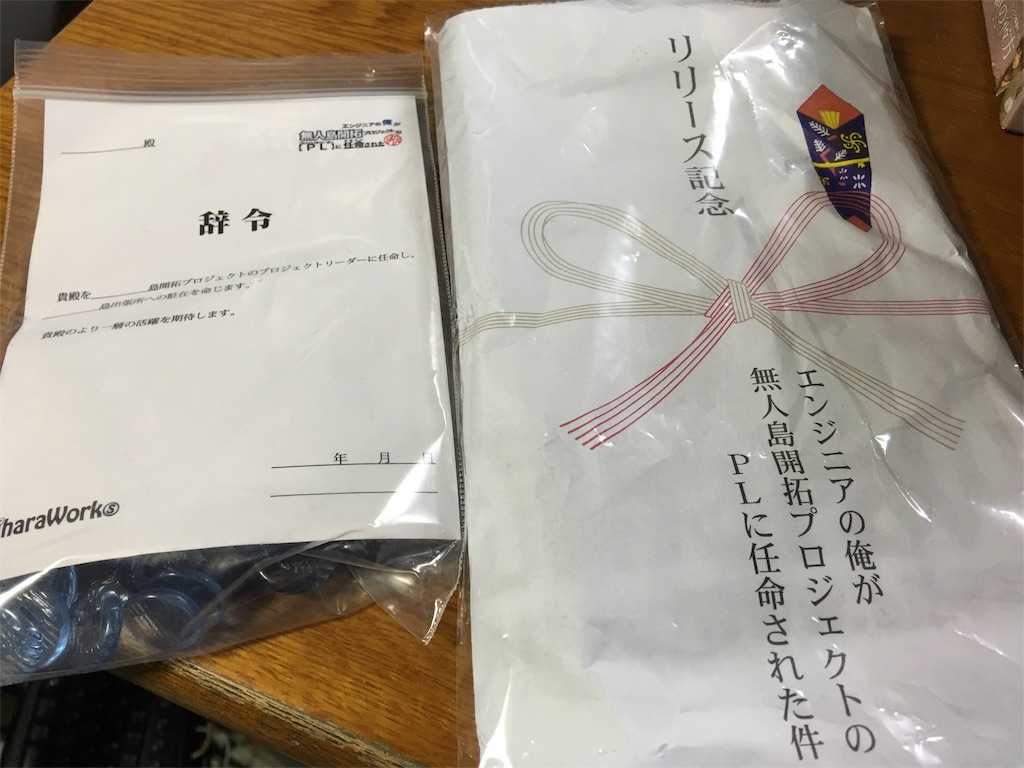 殿
エンジニアの俺が
無人島開拓プロジェクトの
[PL]に任命された件
辞令
貴殿を　　　島開拓プロジェクトのプロジェクトリーダーに任命し、
島出張所への駐在を命じます。
貴殿のより一層の活躍を期待します。
年 月 日
haraWorks
リリース記念
エンジニアの俺が
無人島開拓プロジェクトの
PLに任命された件